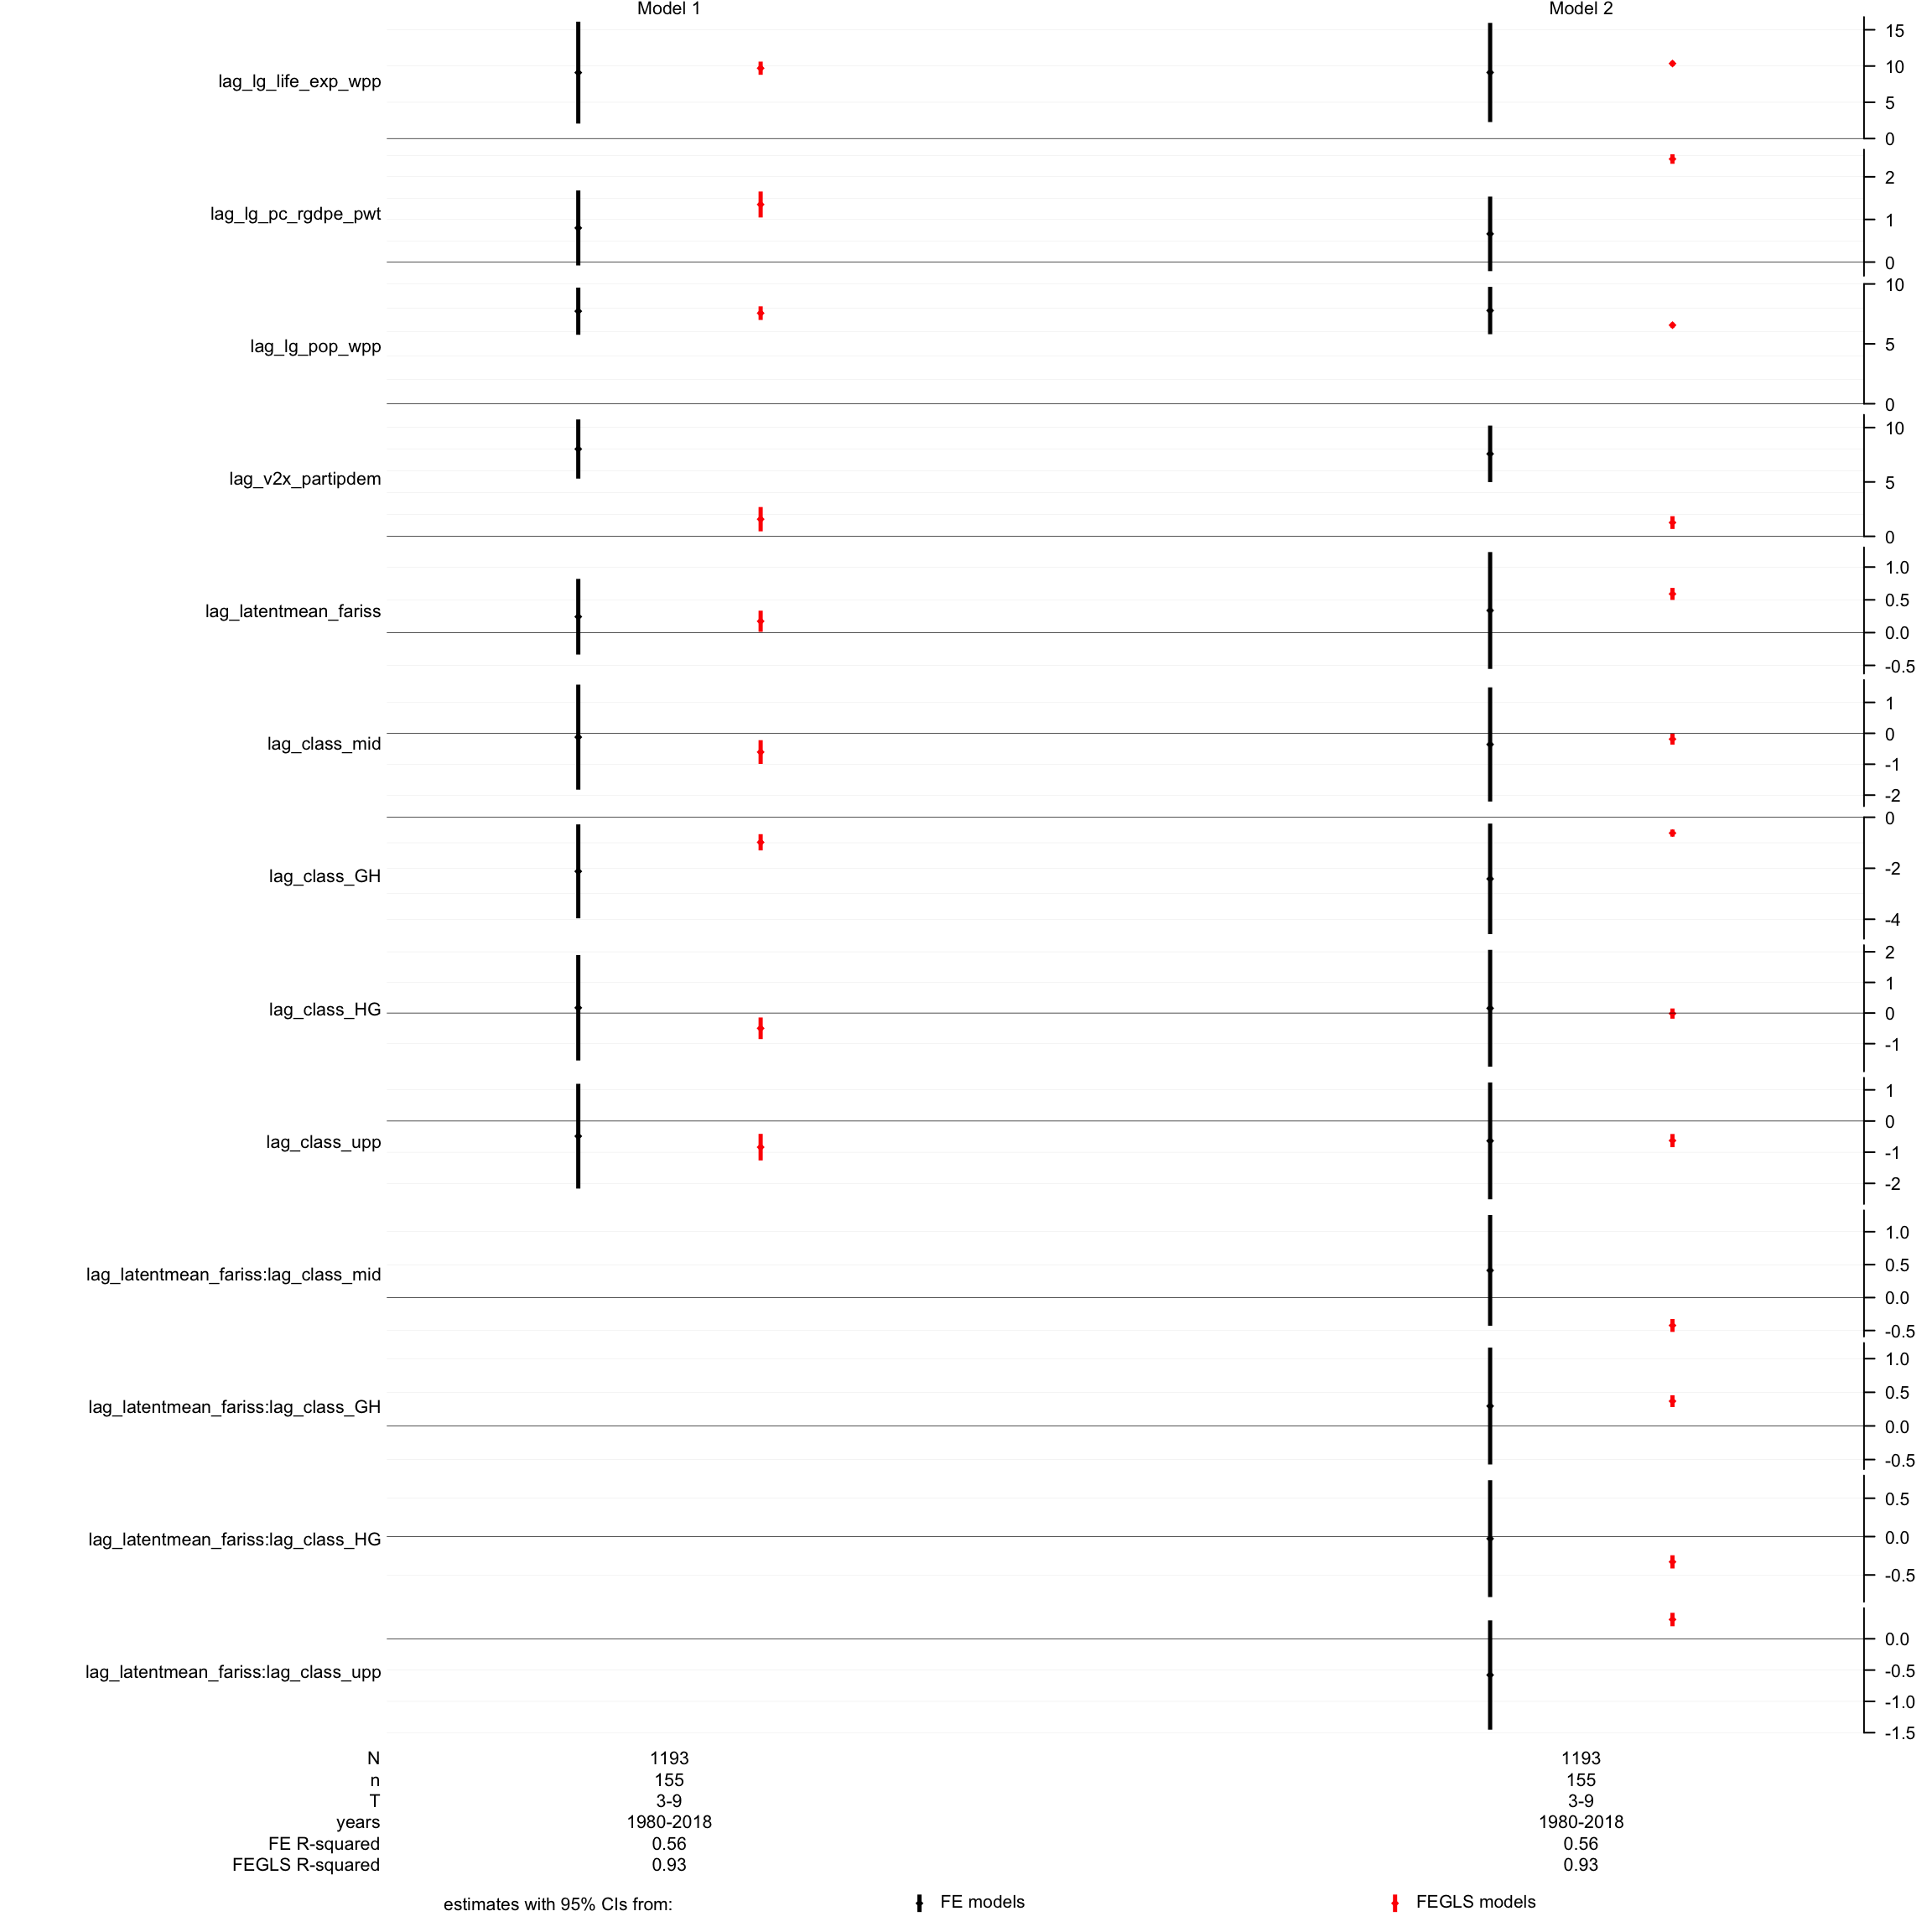 Model 1 Model 2
lag_lg_life_exp_wpp
15
10
5
0
lag_lg_pc_rgdpe_pwt
2
1
0
lag_lg_pop_wpp
10
5
0
lag_v2x_partipdem
10
5
0
lag_latentmean_fariss
1.0
0.5
0.0
-0.5
lag_class_mid
1
0
-1
-2
lag_class_GH
0
-2
-4
lag_class_HG
2
1
0
-1
lag_class_upp
1
0
-1
-2
lag_latentmean_fariss:lag_class_mid
1.0
0.5
0.0
-0.5
lag_latentmean_fariss:lag_class_GH
1.0
0.5
0.0
-0.5
lag_latentmean_fariss:lag_class_HG
0.5
0.0
-0.5
lag_latentmean_fariss:lag_class_upp
0.0
-0.5
-1.0
-1.5
N 1193 1193
n 155 155
T 3-9 3-9
years 1980-2018 1980-2018
FE R-squared 0.56 0.56
FEGLS R-squared 0.93 0.93
estimates with 95% CIs from: FE models FEGLS models